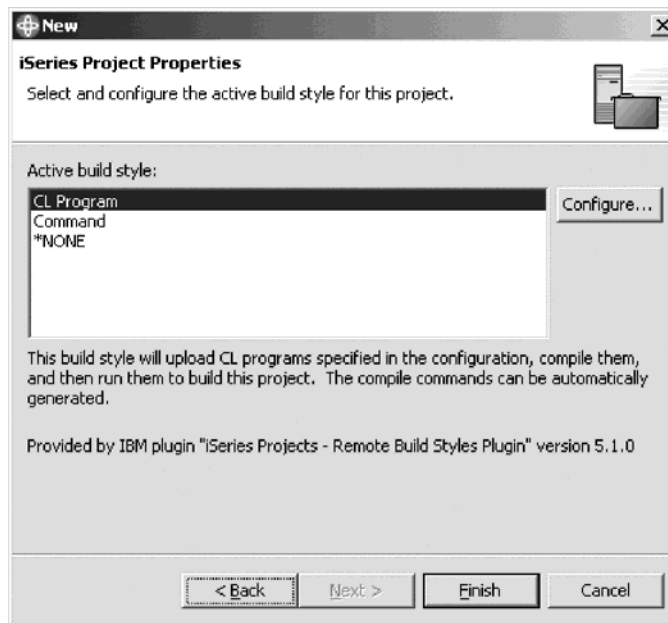 New
iSeries Project Properties
Select and configure the active build style for this project.
Active build style:
CL Program
Configure...
Command
*NONE
This build style will upload CL programs specified in the configuration, compile them,
and then run them to build this project. The compile commands can be automatically
generated.
Provided by IBM plugin "iSeries Projects - Remote Build Styles Plugin" version 5.1.0
< Back Next > Finish Cancel